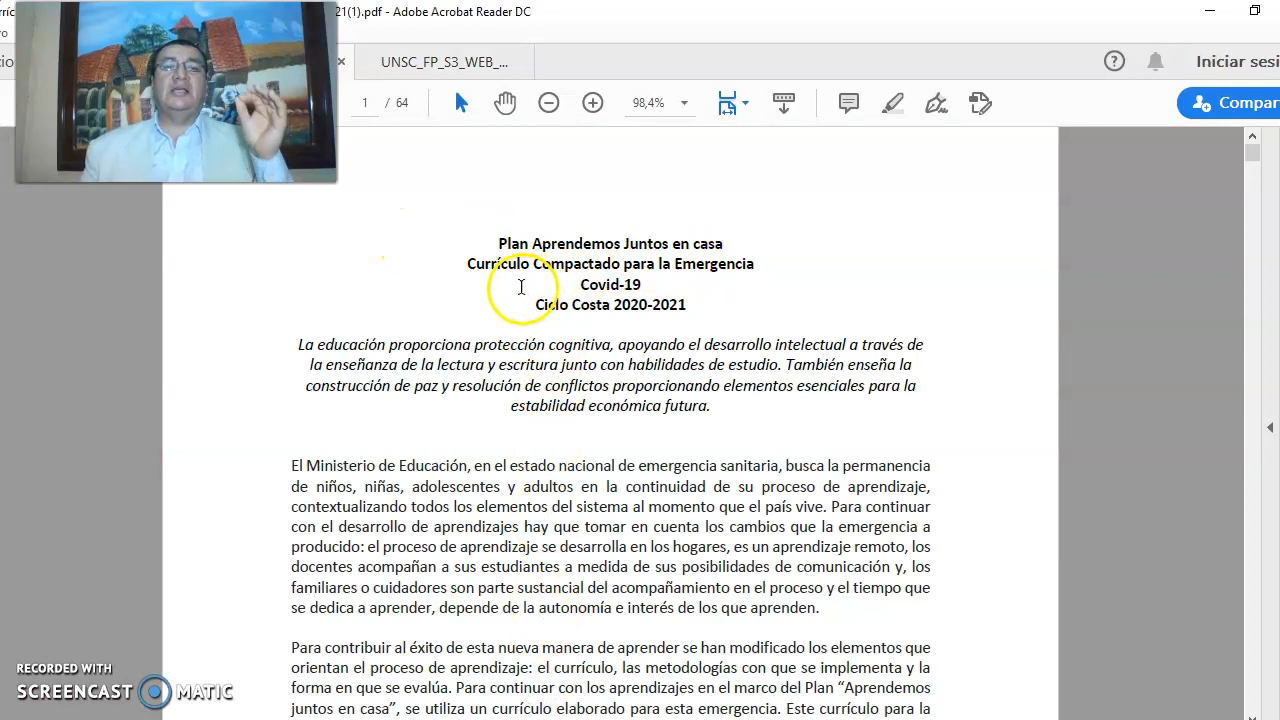 21(1).pdf - Adobe Acrobat Reader DC
UNSC_FP_S3_WEB_...
Iniciar sesi
1 / 64
98,4%
Compar
Plan Aprendemos Juntos en casa
Currículo Compactado para la Emergencia
Covid-19
Ciclo Costa 2020-2021
La educación proporciona protección cognitiva, apoyando el desarrollo intelectual a través de
la enseñanza de la lectura y escritura junto con habilidades de estudio. También enseña la
construcción de paz y resolución de conflictos proporcionando elementos esenciales para la
estabilidad económica futura.
El Ministerio de Educación, en el estado nacional de emergencia sanitaria, busca la permanencia
de niños, niñas, adolescentes y adultos en la continuidad de su proceso de aprendizaje,
contextualizando todos los elementos del sistema al momento que el país vive. Para continuar
con el desarrollo de aprendizajes hay que tomar en cuenta los cambios que la emergencia a
producido: el proceso de aprendizaje se desarrolla en los hogares, es un aprendizaje remoto, los
docentes acompañan a sus estudiantes a medida de sus posibilidades de comunicación y, los
familiares o cuidadores son parte sustancial del acompañamiento en el proceso y el tiempo que
se dedica a aprender, depende de la autonomía e interés de los que aprenden.
Para contribuir al éxito de esta nueva manera de aprender se han modificado los elementos que
orientan el proceso de aprendizaje: el currículo, las metodologías con que se implementa y la
forma en que se evalúa. Para continuar con los aprendizajes en el marco del Plan “Aprendemos
juntos en casa”, se utiliza un currículo elaborado para esta emergencia. Este currículo para la
RECORDED WITH
SCREENCAST MATIC